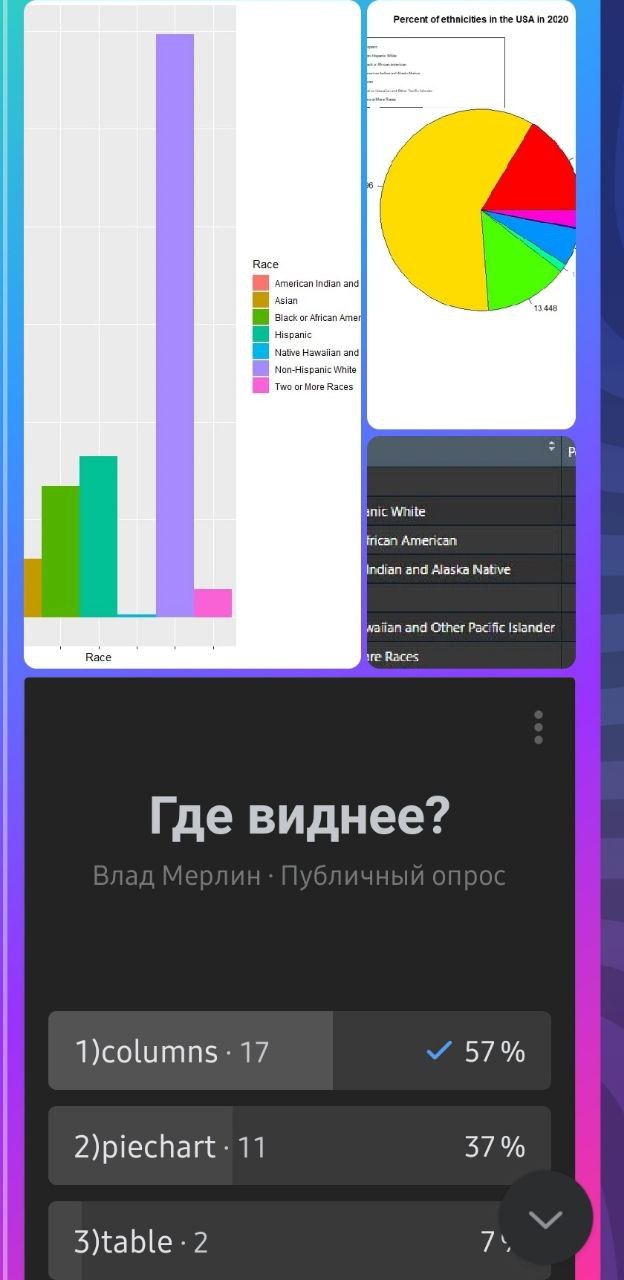 Race
American Indian and
Asian
Black or African Amer
Hispanic
Native Hawaiian and
Non-Hispanic White
Two or More Races
Race
Percent of ethnicities in the USA in 2020
13.448
anic White
frican American
Indian and Alaska Native
waiian and Other Pacific Islander
re Races
Где виднее?
Влад Мерлин · Публичный опрос
1)columns · 17
57 %
2)piechart · 11
37 %
3)table · 2
7